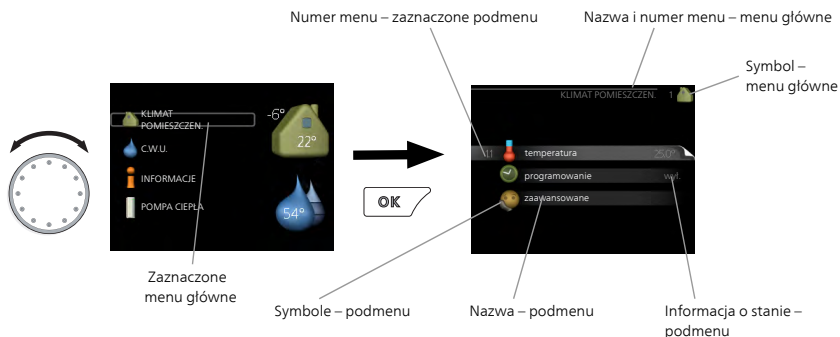 Numer menu – zaznaczone podmenu
Nazwa i numer menu – menu główne
Symbol –
menu główne
KLIMAT
POMIESZCZEN.
C.W.U.
INFORMACJE
POMPA CIEPŁA
-6°
22°
54°
OK
KLIMAT POMIESZCZEN. 1
1.1 temperatura 25.0°
programowanie wył.
zaawansowane
Zaznaczone
menu główne
Symbole – podmenu
Nazwa – podmenu
Informacja o stanie –
podmenu